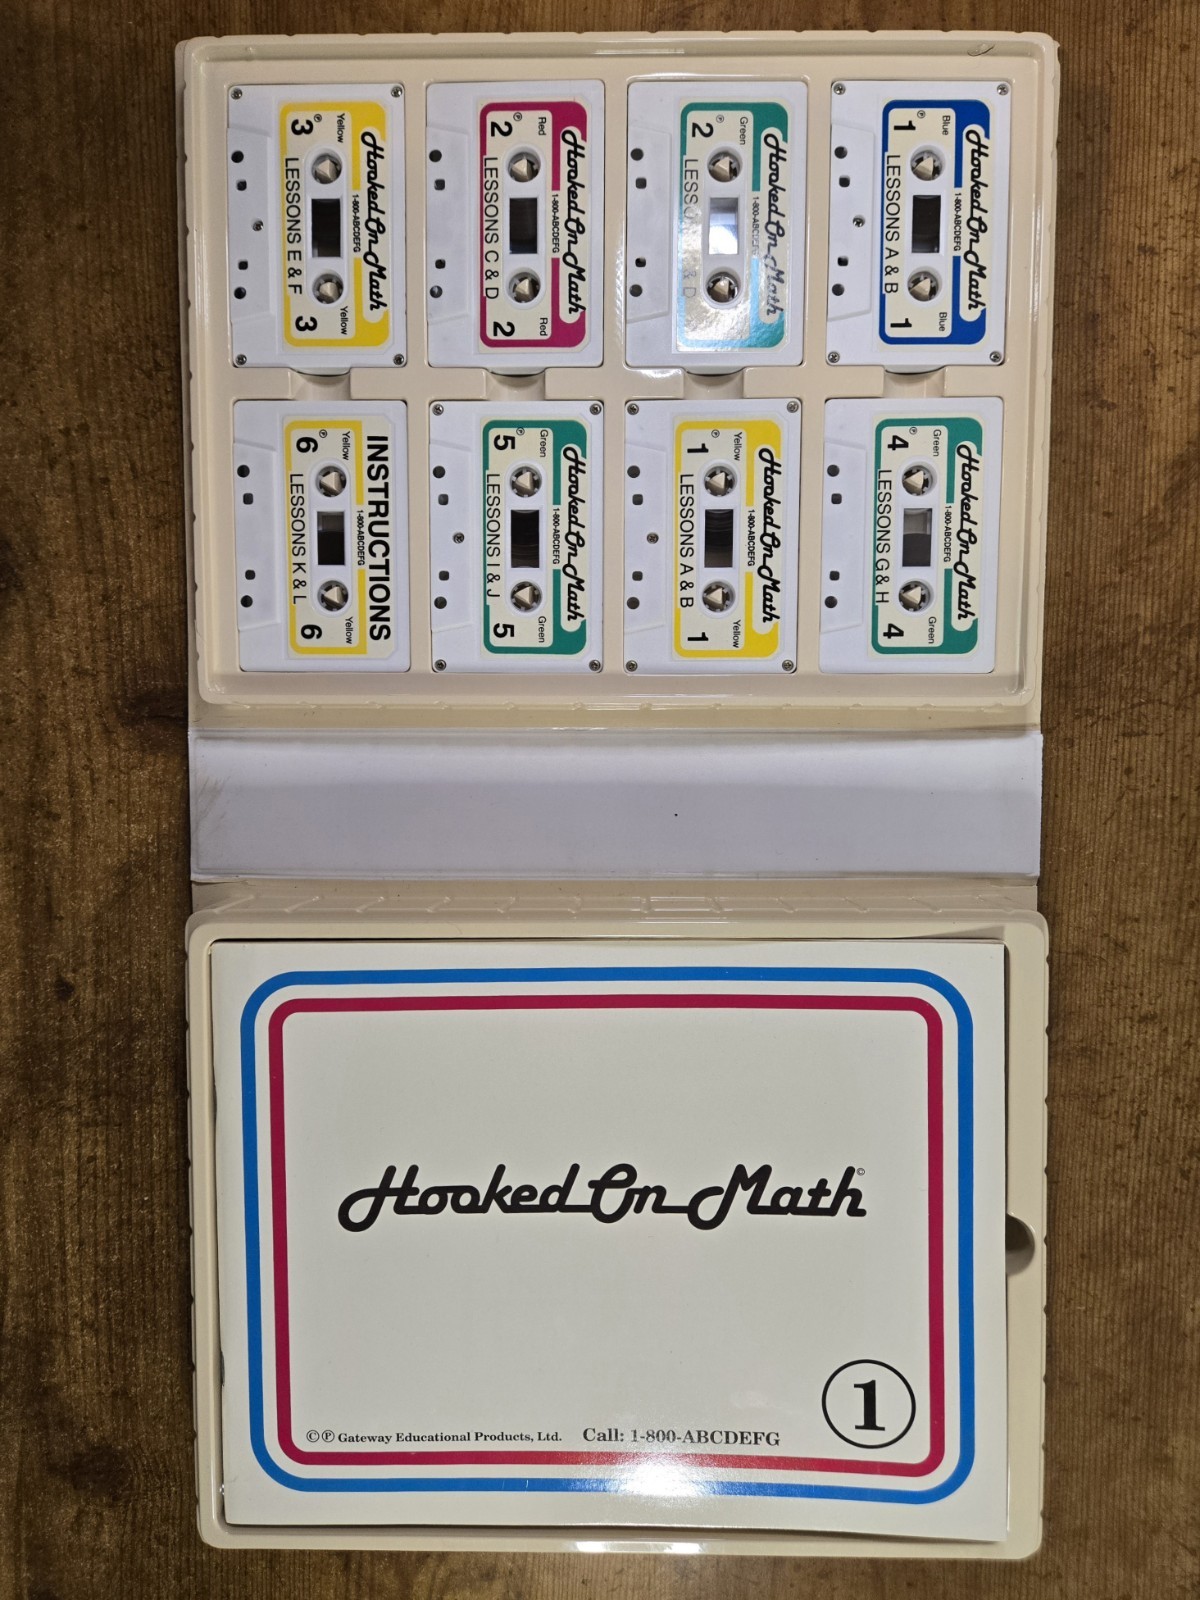 Hooked On Math
1-800-ABCDEFG
Yellow
Yellow
3
3
℗
LESSONS E & F
Hooked On Math
1-800-ABCDEFG
Red
Red
2
2
℗
LESSONS C & D
Hooked On Math
1-800-ABCDEFG
Green
2
℗
LESSONS & D
Hooked On Math
1-800-ABCDEFG
Blue
Blue
1
1
℗
LESSONS A & B
INSTRUCTIONS
1-800-ABCDEFG
Yellow
Yellow
6
6
℗
LESSONS K & L
Hooked On Math
1-800-ABCDEFG
Green
Green
5
5
℗
LESSONS I & J
Hooked On Math
1-800-ABCDEFG
Yellow
Yellow
1
1
℗
LESSONS A & B
Hooked On Math
1-800-ABCDEFG
Green
Green
4
4
℗
LESSONS G & H
Hooked On Math©
1
©℗ Gateway Educational Products, Ltd. Call: 1-800-ABCDEFG